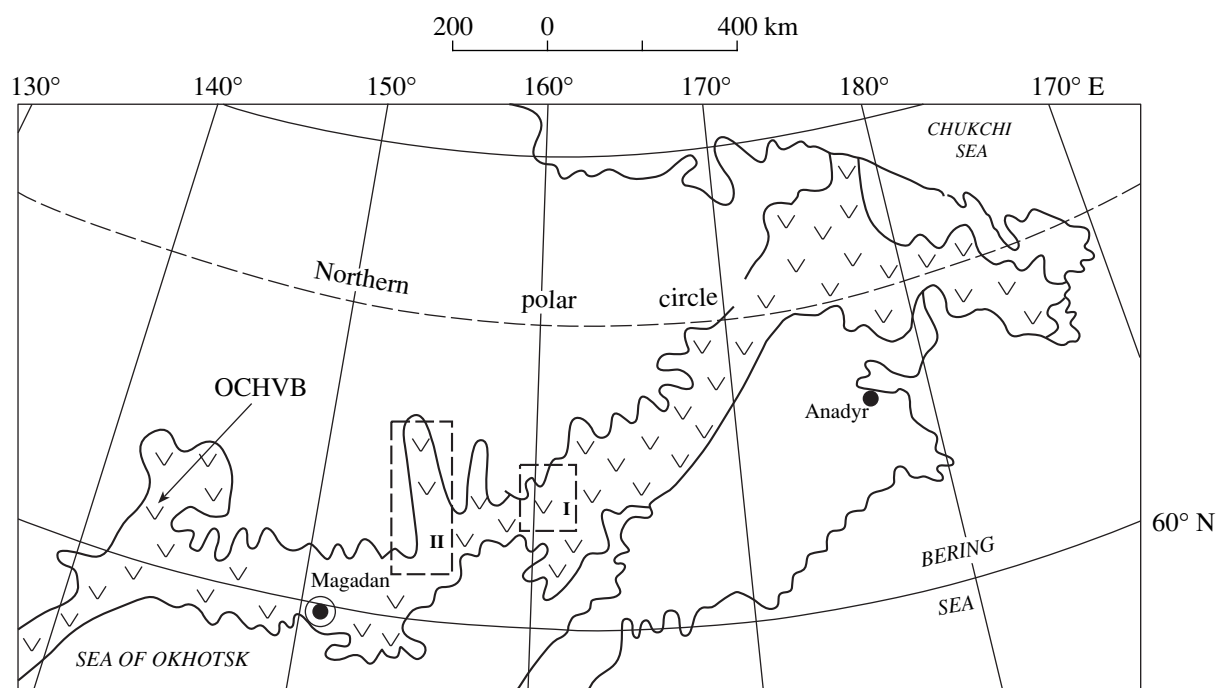 200 0 400 km
130° 140° 150° 160° 170° 180° 170° E
CHUKCHI
SEA
Northern polar circle
OCHVB
Anadyr
I
II
60° N
BERING
SEA
Magadan
SEA OF OKHOTSK